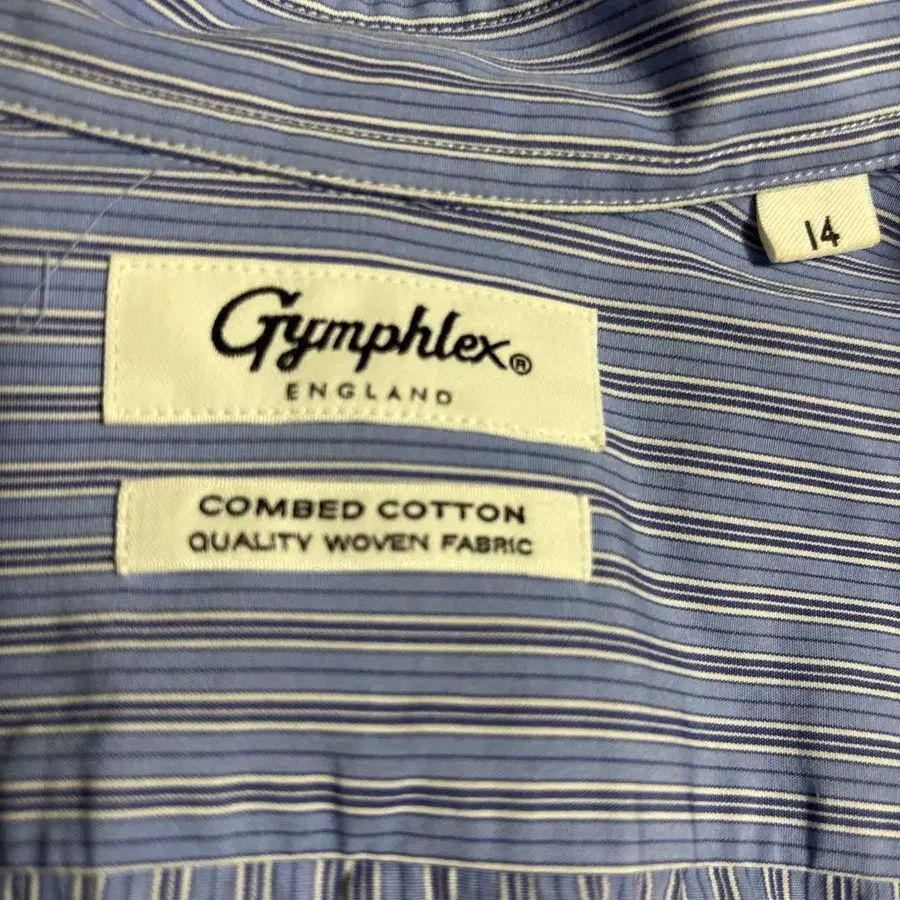 14
Gymphlex®
ENGLAND
COMBED COTTON
QUALITY WOVEN FABRIC